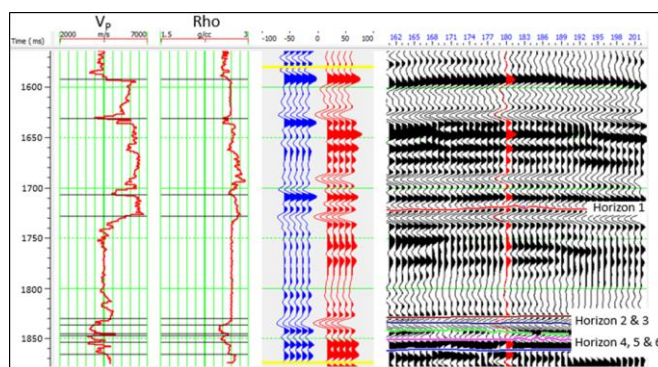 VP Rho
2000 m/s 7000 1.5 g/cc 3 -100 -50 0 50 100 162 165 168 171 174 177 180 183 186 189 192 195 198 201
Time (ms)
1600
1650
1700
Horizon 1
1750
1800
Horizon 2 & 3
1850
Horizon 4, 5 & 6